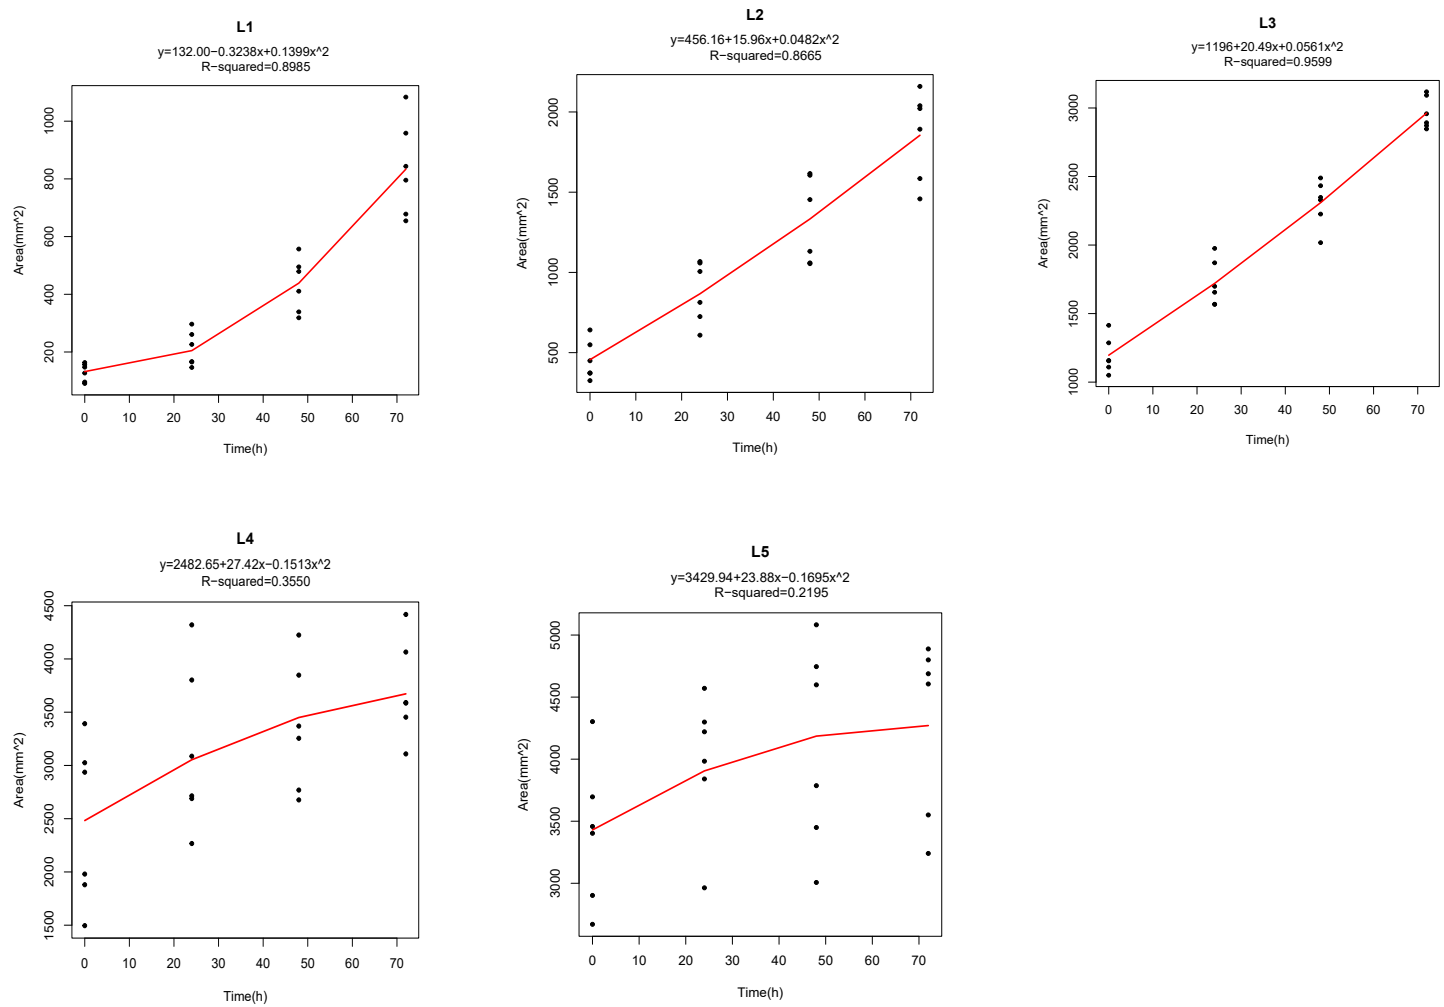 L1
y=132.00−0.3238x+0.1399x^2
R−squared=0.8985
Area(mm^2)
200
400
600
800
1000
0 10 20 30 40 50 60 70
Time(h)
L2
y=456.16+15.96x+0.0482x^2
R−squared=0.8665
Area(mm^2)
500
1000
1500
2000
0 10 20 30 40 50 60 70
Time(h)
L3
y=1196+20.49x+0.0561x^2
R−squared=0.9599
Area(mm^2)
1000
1500
2000
2500
3000
0 10 20 30 40 50 60 70
Time(h)
L4
y=2482.65+27.42x−0.1513x^2
R−squared=0.3550
Area(mm^2)
1500
2000
2500
3000
3500
4000
4500
0 10 20 30 40 50 60 70
Time(h)
L5
y=3429.94+23.88x−0.1695x^2
R−squared=0.2195
Area(mm^2)
3000
3500
4000
4500
5000
0 10 20 30 40 50 60 70
Time(h)